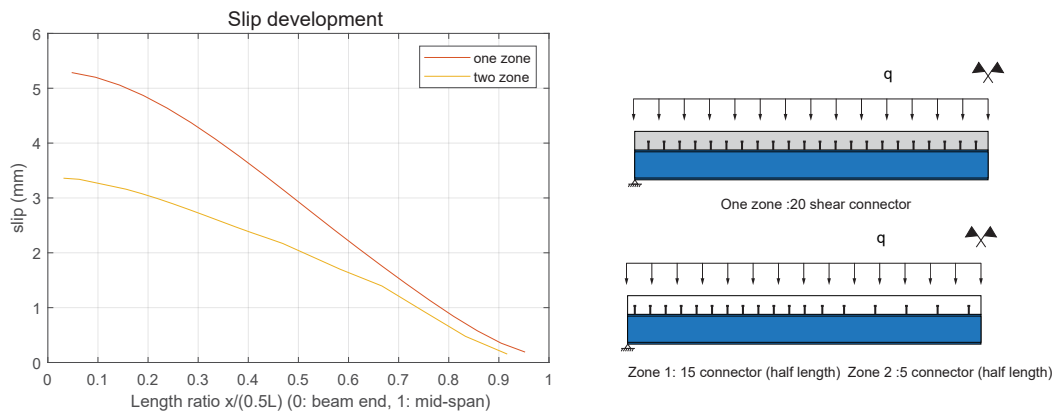 Slip development
6
5
4
3
2
1
0
slip (mm)
one zone
two zone
0 0.1 0.2 0.3 0.4 0.5 0.6 0.7 0.8 0.9 1
Length ratio x/(0.5L) (0: beam end, 1: mid-span)
q
One zone :20 shear connector
q
Zone 1: 15 connector (half length) Zone 2 :5 connector (half length)